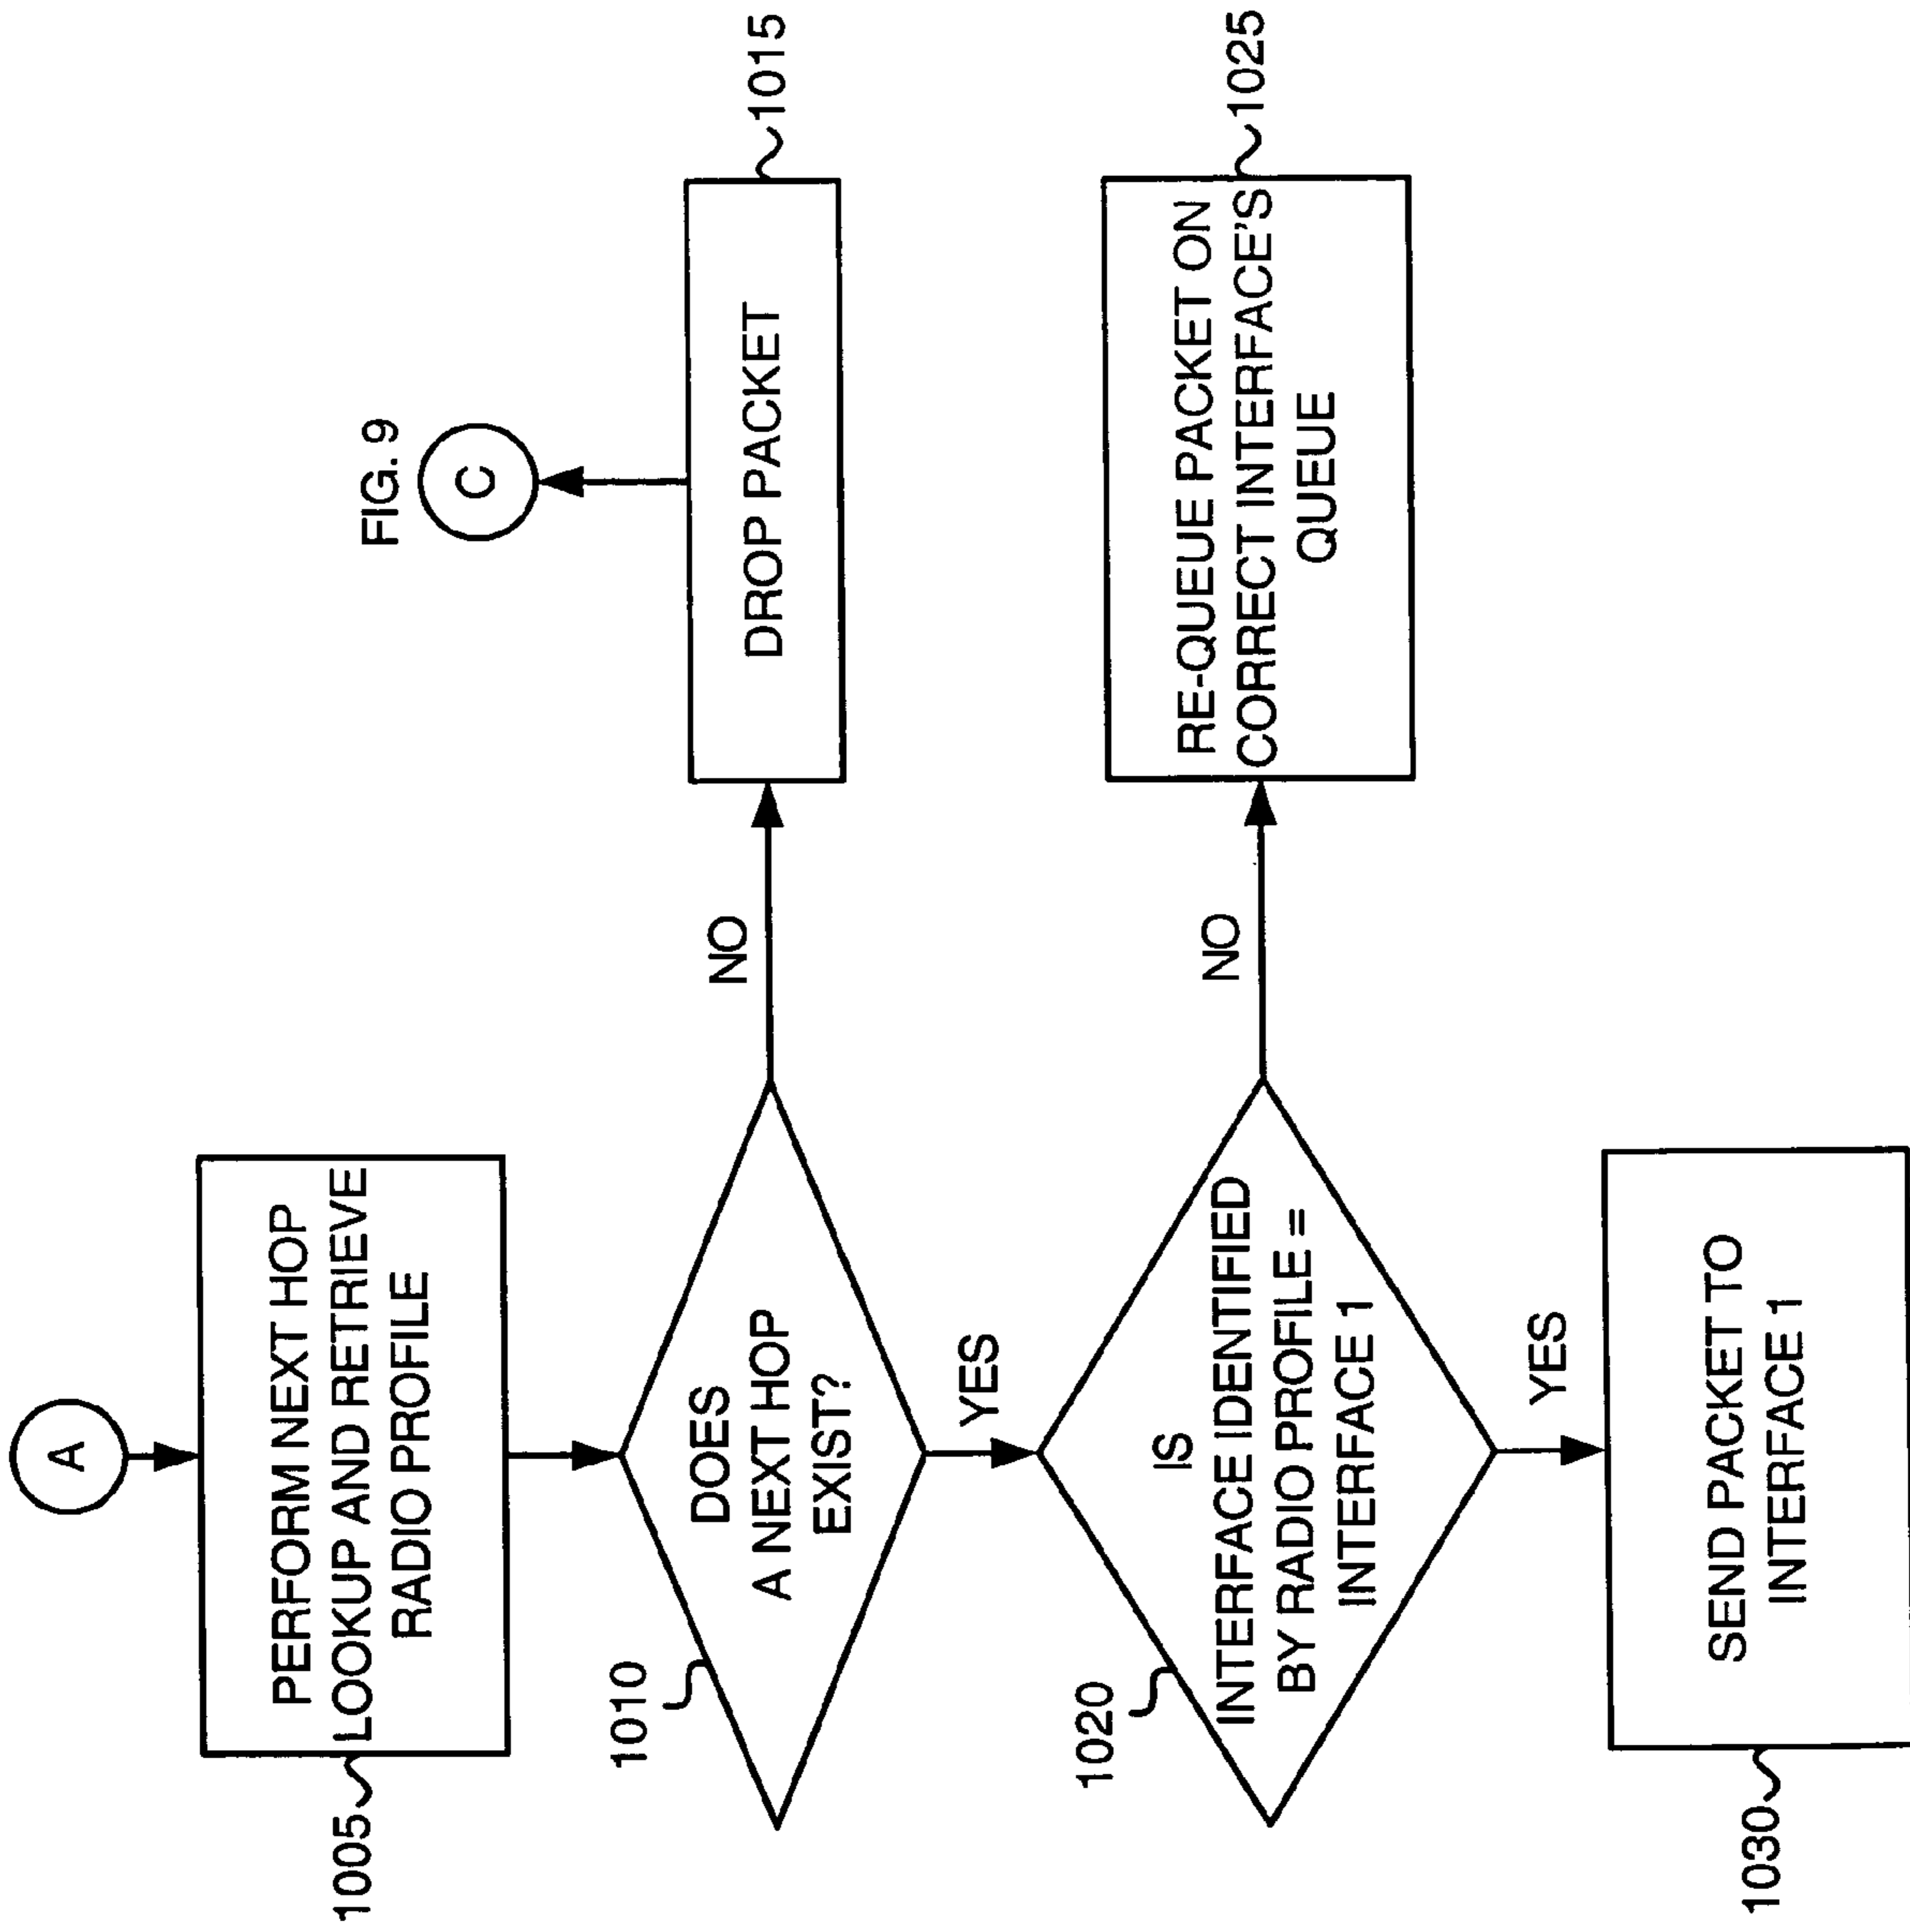 A
1005
PERFORM NEXT HOP
LOOKUP AND RETRIEVE
RADIO PROFILE
1010
DOES
A NEXT HOP
EXIST?
NO
FIG. 9
C
DROP PACKET
1015
YES
1020
IS
INTERFACE IDENTIFIED
BY RADIO PROFILE =
INTERFACE 1
NO
RE-QUEUE PACKET ON
CORRECT INTERFACE'S
QUEUE
1025
YES
1030
SEND PACKET TO
INTERFACE 1